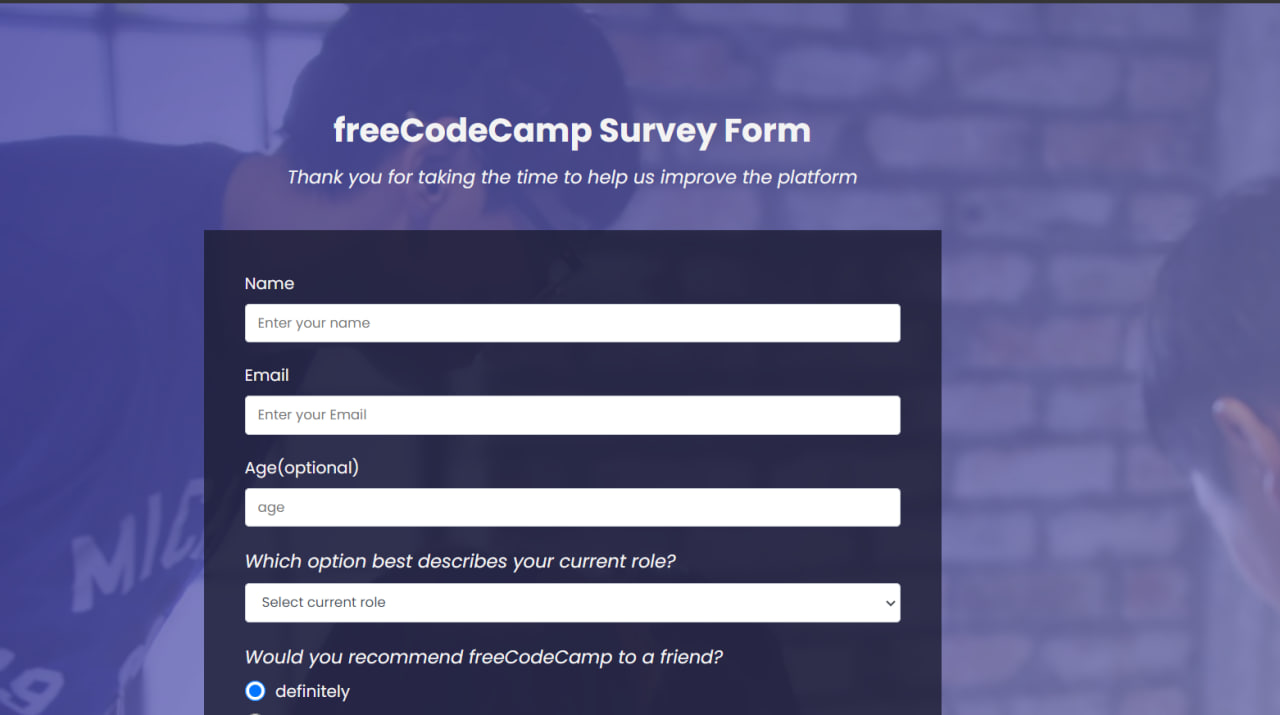 freeCodeCamp Survey Form
Thank you for taking the time to help us improve the platform
Name
Enter your name
Email
Enter your Email
Age(optional)
age
Which option best describes your current role?
Select current role
Would you recommend freeCodeCamp to a friend?
definitely